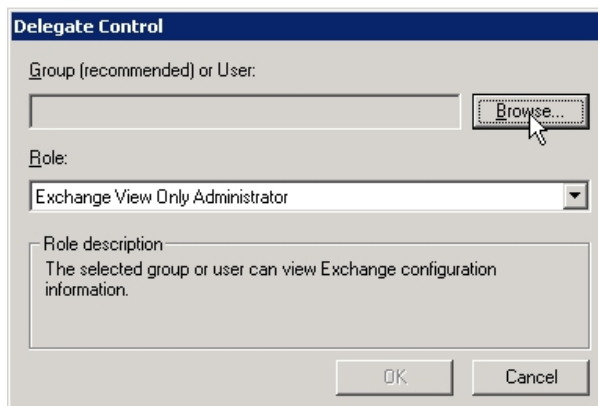 Delegate Control
Group (recommended) or User:
Browse...
Role:
Exchange View Only Administrator
Role description
The selected group or user can view Exchange configuration
information.
OK
Cancel